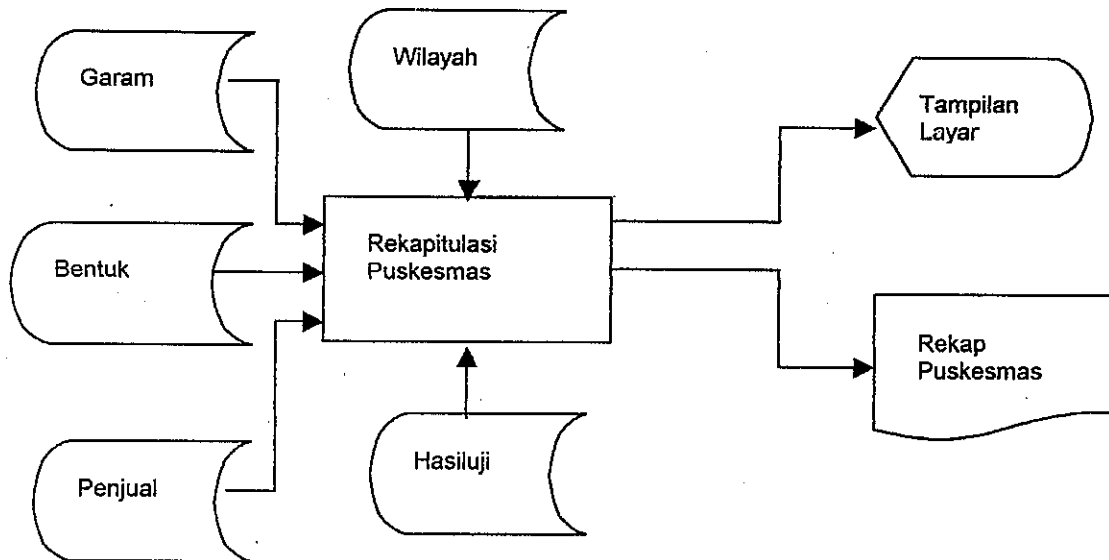 Garam
Wilayah
Tampilan
Layar
Bentuk
Rekapitulasi
Puskesmas
Rekap
Puskesmas
Penjual
Hasiluji